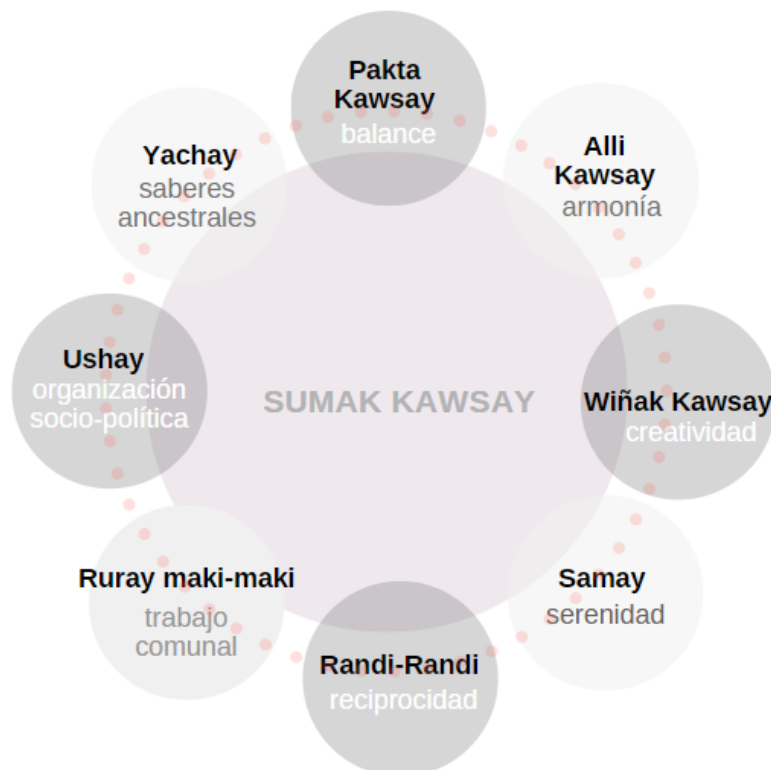 Pakta
Kawsay
balance
Alli
Kawsay
armonía
Yachay
saberes
ancestrales
Ushay
organización
socio-política
SUMAK KAWSAY
Wiñak Kawsay
creatividad
Ruray maki-maki
trabajo
comunal
Samay
serenidad
Randi-Randi
reciprocidad